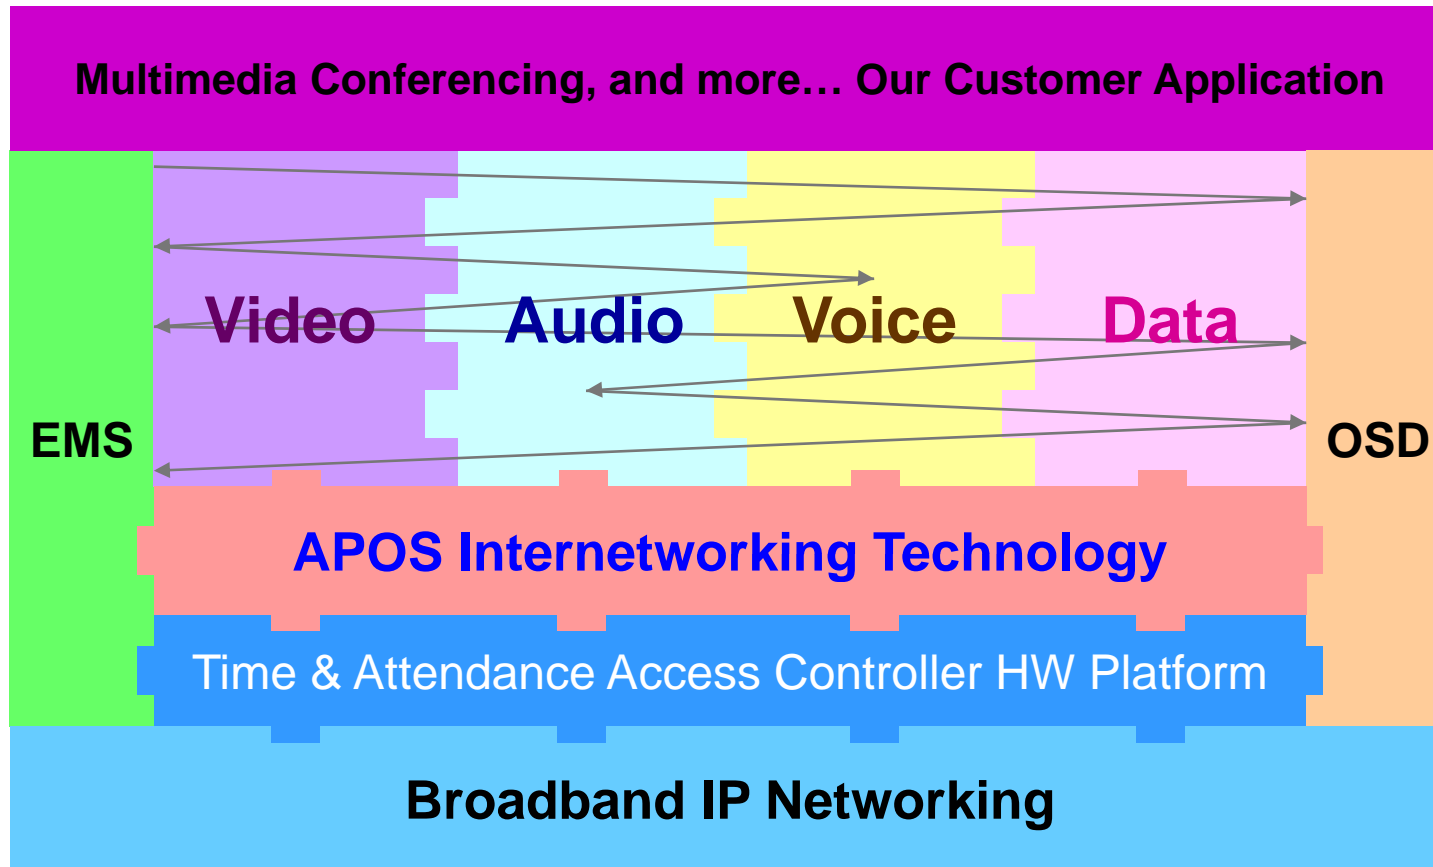 Multimedia Conferencing, and more… Our Customer Application
Video Audio Voice Data
EMS
OSD
APOS Internetworking Technology
Time & Attendance Access Controller HW Platform
Broadband IP Networking